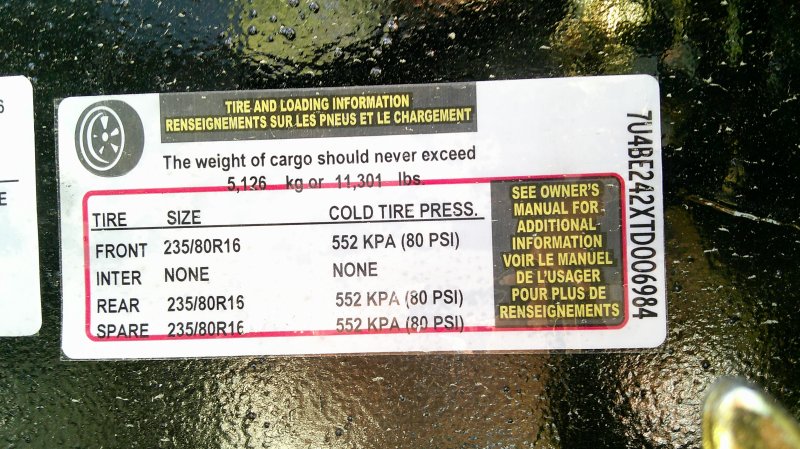 TIRE AND LOADING INFORMATION
RENSEIGNEMENTS SUR LES PNEUS ET LE CHARGEMENT
The weight of cargo should never exceed
5,126 kg or 11,301 lbs.
TIRE SIZE COLD TIRE PRESS.
FRONT 235/80R16 552 KPA (80 PSI)
INTER NONE NONE
REAR 235/80R16 552 KPA (80 PSI)
SPARE 235/80R16 552 KPA (80 PSI)
SEE OWNER'S
MANUAL FOR
ADDITIONAL
INFORMATION
VOIR LE MANUEL
DE L'USAGER
POUR PLUS DE
RENSEIGNEMENTS
7U4BE242XTD006984
6
E